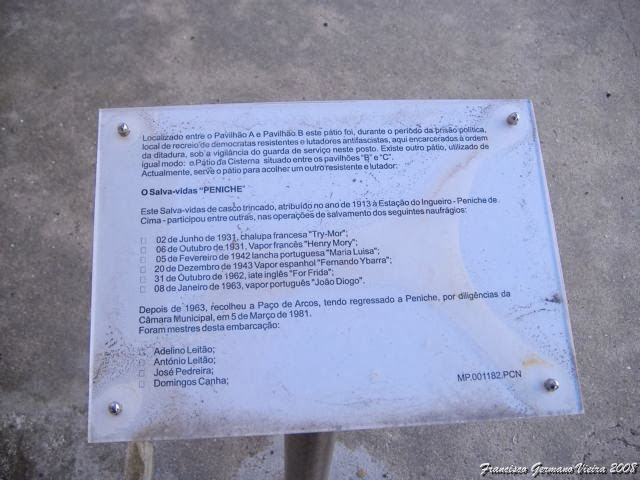 Localizado entre o Pavilhão A e Pavilhão B este pátio foi, durante o período da prisão política,
local de recreio de democratas resistentes e lutadores antifascistas, aqui encarcerados à ordem
da ditadura, sob a vigilância do guarda de serviço neste posto. Existe outro pátio, utilizado de
igual modo: o Pátio da Cisterna situado entre os pavilhões "B" e "C".
Actualmente, serve o pátio para acolher um outro resistente e lutador:
O Salva-vidas "PENICHE"
Este Salva-vidas de casco trincado, atribuído no ano de 1913 à Estação do Ingueiro - Peniche de
Cima - participou entre outras, nas operações de salvamento dos seguintes naufrágios:
02 de Junho de 1931, chalupa francesa "Try-Mor";
06 de Outubro de 1931, Vapor francês "Henry Mory";
05 de Fevereiro de 1942 lancha portuguesa "Maria Luisa";
20 de Dezembro de 1943 Vapor espanhol "Fernando Ybarra";
31 de Outubro de 1962, iate inglês "For Frida";
08 de Janeiro de 1963, vapor português "João Diogo".
Depois de 1963, recolheu a Paço de Arcos, tendo regressado a Peniche, por diligências da
Câmara Municipal, em 5 de Março de 1981.
Foram mestres desta embarcação:
Adelino Leitão;
António Leitão;
José Pedreira;
Domingos Canha;
MP.001182.PCN
Francisco Germano Vieira 2008